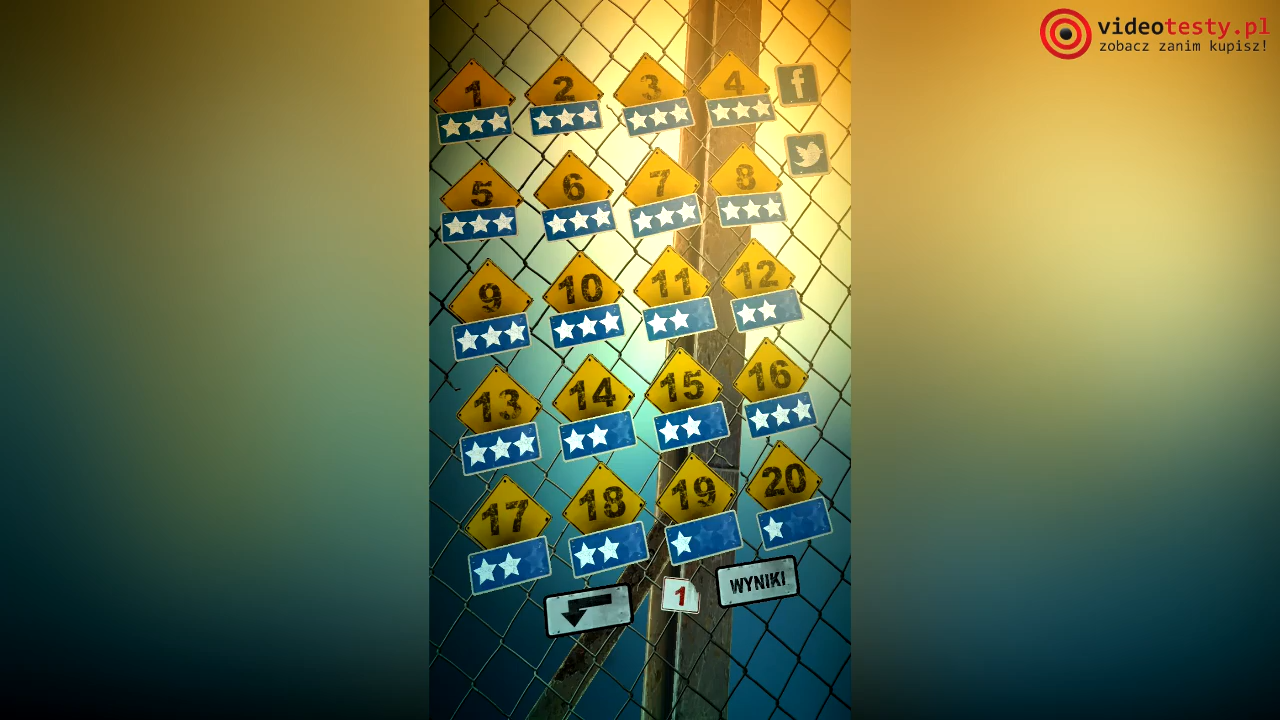 videotesty.pl
zobacz zanim kupisz!
1 2 3 4
f
5 6 7 8
9 10 11 12
13 14 15 16
17 18 19 20
1
WYNIKI